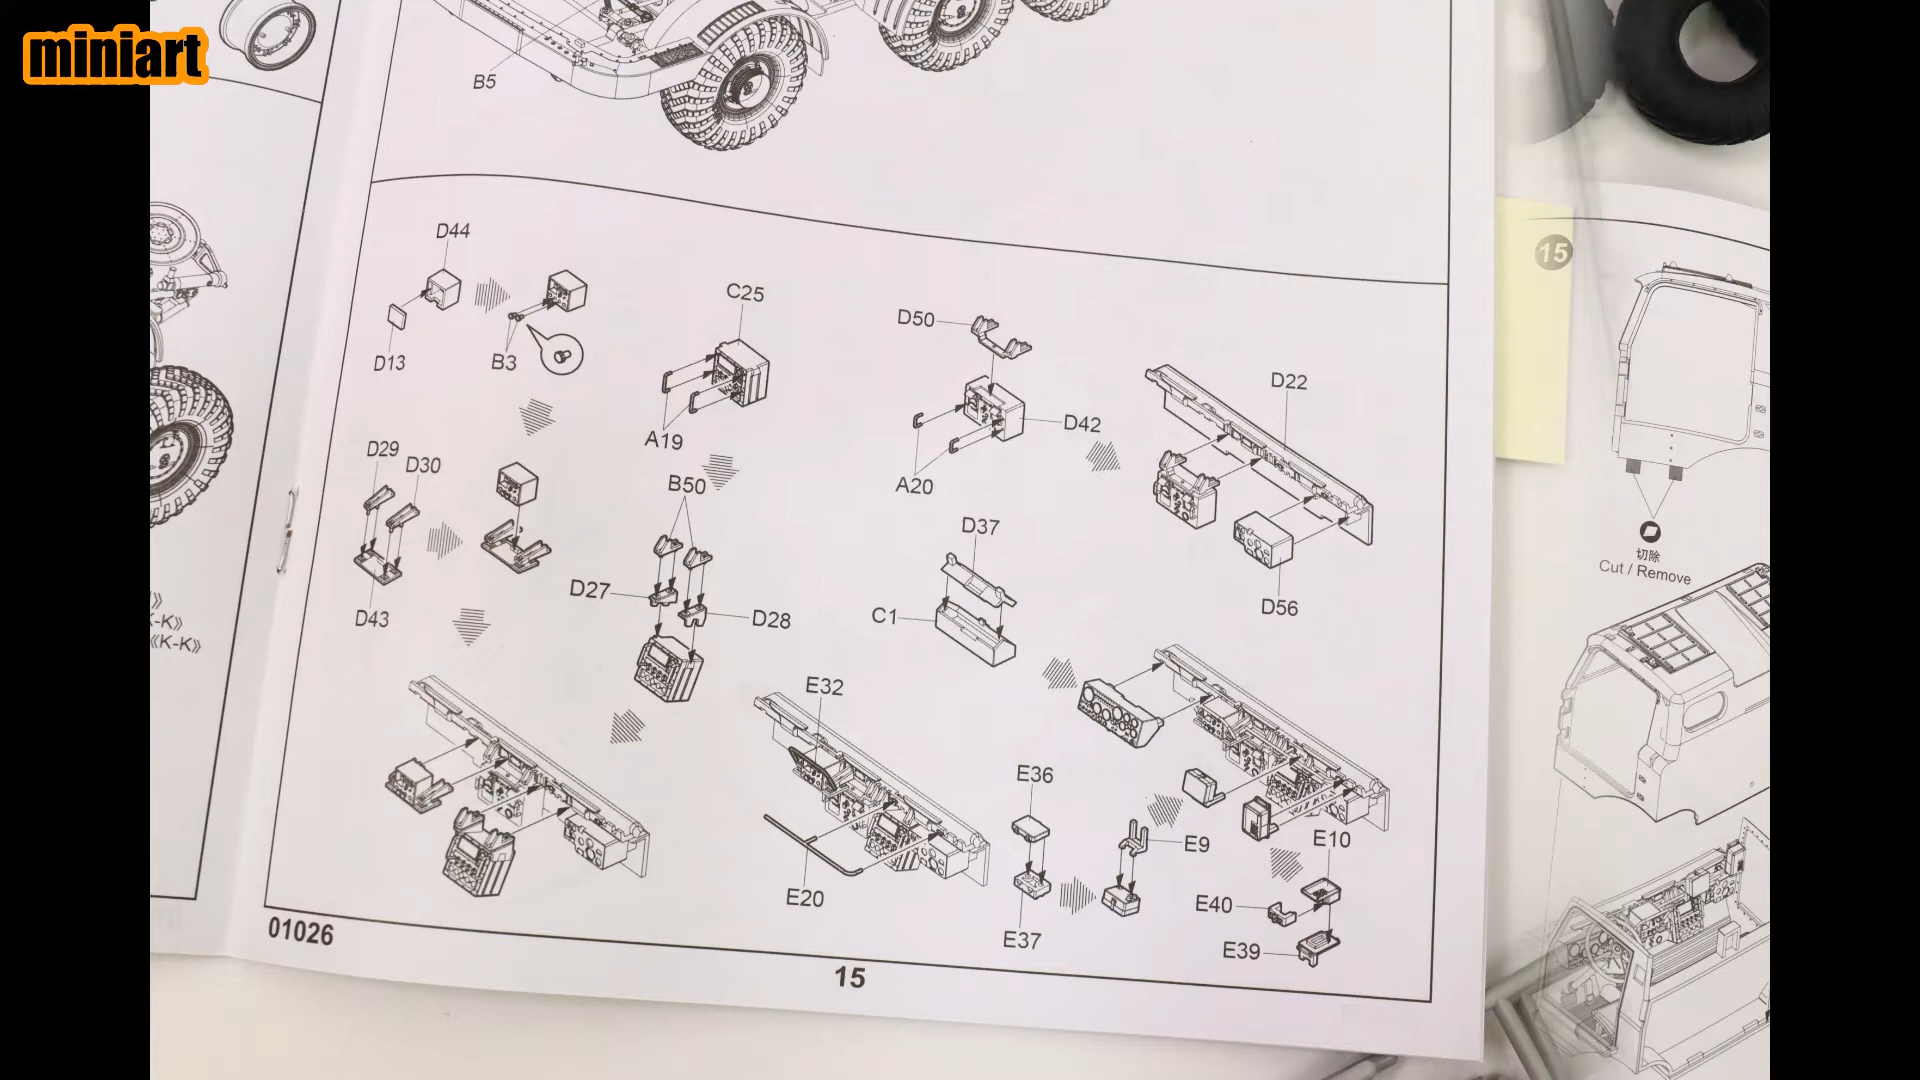 miniart
B5
D44
D13
B3
C25
A19
D50
D42
A20
D22
D56
D29
D30
D43
B50
D27
D28
D37
C1
E32
E20
E36
E37
E9
E10
E40
E39
01026
15
K-K》
《K-K》
15
切除
Cut / Remove